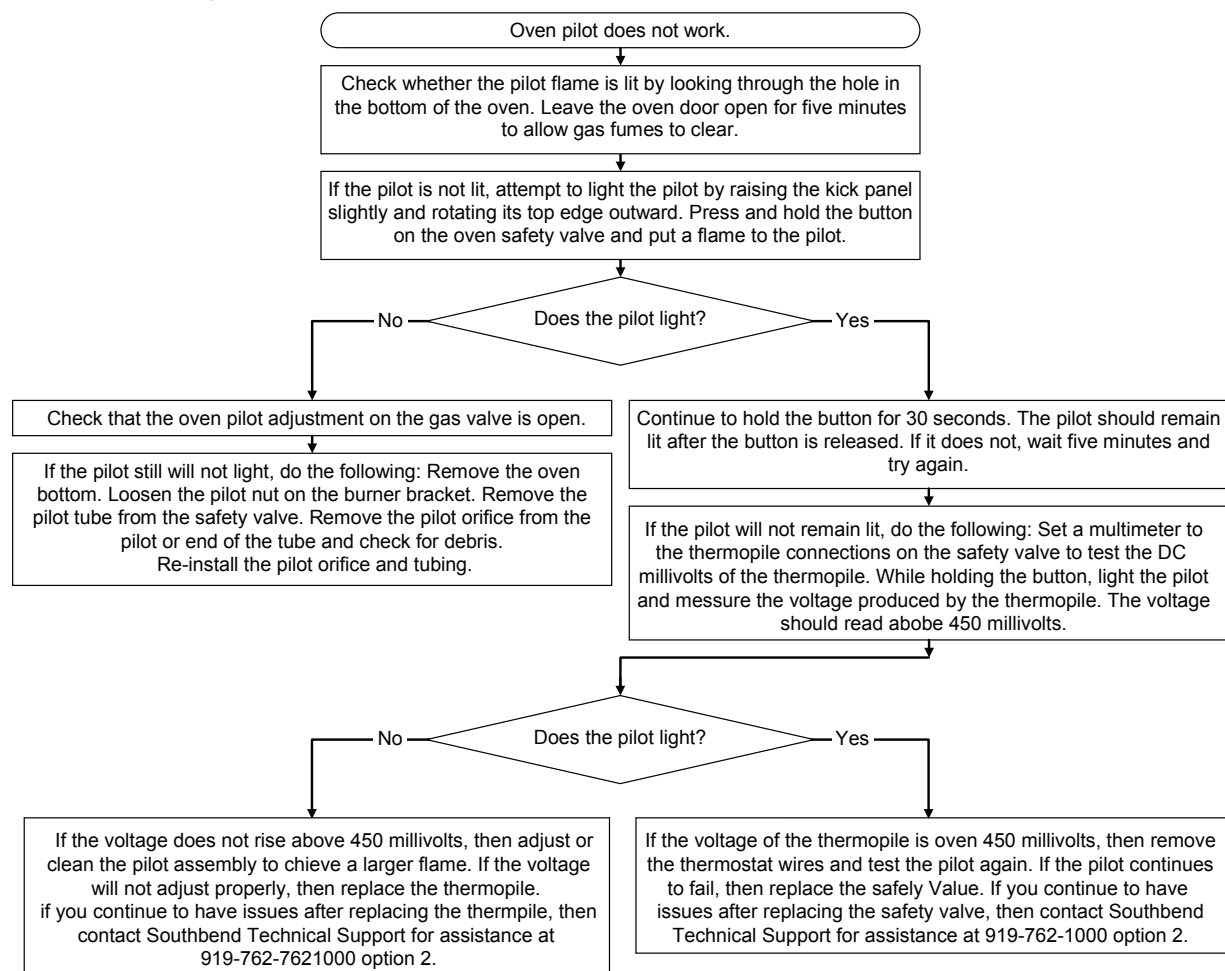 Oven pilot does not work.
Check whether the pilot flame is lit by looking through the hole in
the bottom of the oven. Leave the oven door open for five minutes
to allow gas fumes to clear.
If the pilot is not lit, attempt to light the pilot by raising the kick panel
slightly and rotating its top edge outward. Press and hold the button
on the oven safety valve and put a flame to the pilot.
Does the pilot light?
No
Yes
Check that the oven pilot adjustment on the gas valve is open.
If the pilot still will not light, do the following: Remove the oven
bottom. Loosen the pilot nut on the burner bracket. Remove the
pilot tube from the safety valve. Remove the pilot orifice from the
pilot or end of the tube and check for debris.
Re-install the pilot orifice and tubing.
Continue to hold the button for 30 seconds. The pilot should remain
lit after the button is released. If it does not, wait five minutes and
try again.
If the pilot will not remain lit, do the following: Set a multimeter to
the thermopile connections on the safety valve to test the DC
millivolts of the thermopile. While holding the button, light the pilot
and messure the voltage produced by the thermopile. The voltage
should read abobe 450 millivolts.
Does the pilot light?
No
Yes
If the voltage does not rise above 450 millivolts, then adjust or
clean the pilot assembly to chieve a larger flame. If the voltage
will not adjust properly, then replace the thermopile.
if you continue to have issues after replacing the thermpile, then
contact Southbend Technical Support for assistance at
919-762-7621000 option 2.
If the voltage of the thermopile is oven 450 millivolts, then remove
the thermostat wires and test the pilot again. If the pilot continues
to fail, then replace the safely Value. If you continue to have
issues after replacing the safety valve, then contact Southbend
Technical Support for assistance at 919-762-1000 option 2.